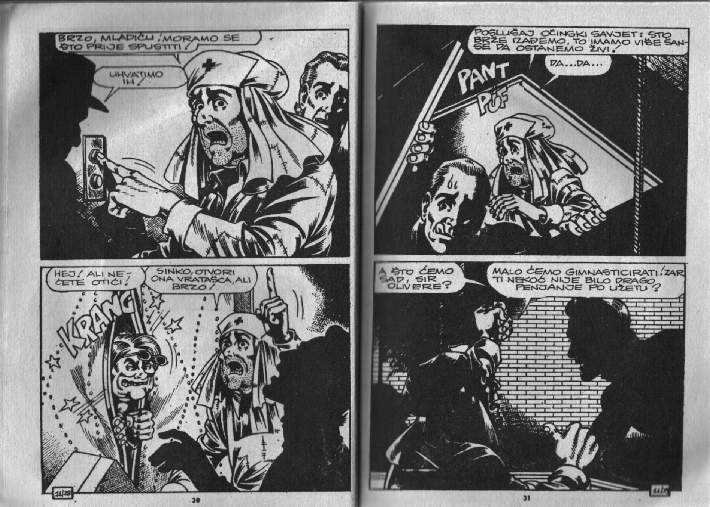 BRZO, MLADIĆU! MORAMO SE
ŠTO PRIJE SPUSTITI!
UHVATIMO
IH!
HEJ! ALI NE-
ĆETE OTIĆI!
SINKO, OTVORI
ONA VRATAŠCA, ALI
BRZO!
KRANG
30
POSLUŠAJ OČINSKI SAVJET: ŠTO
BRŽE IZAĐEMO, TO IMAMO VIŠE ŠAN-
SE DA OSTANEMO ŽIVI!
DA...DA...
PANT
PUF
A ŠTO ĆEMO
SAD, SIR
OLIVERE?
MALO ĆEMO GIMNASTICIRATI! ZAR
TI NEKOĆ NIJE BILO DRAGO
PENJANJE PO UŽETU?
31